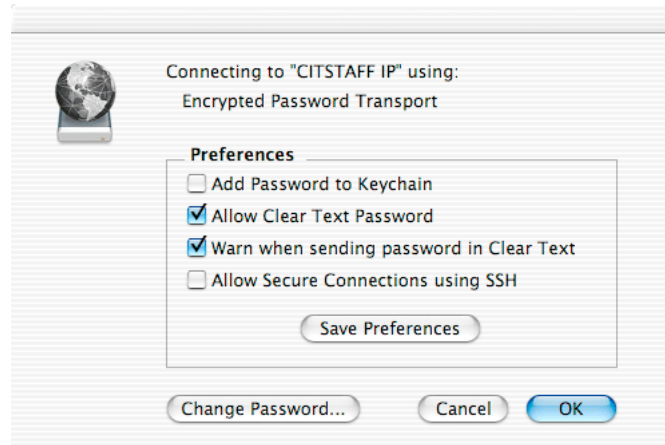 Connecting to "CITSTAFF IP" using:
Encrypted Password Transport
Preferences
Add Password to Keychain
Allow Clear Text Password
Warn when sending password in Clear Text
Allow Secure Connections using SSH
Save Preferences
Change Password...
Cancel
OK